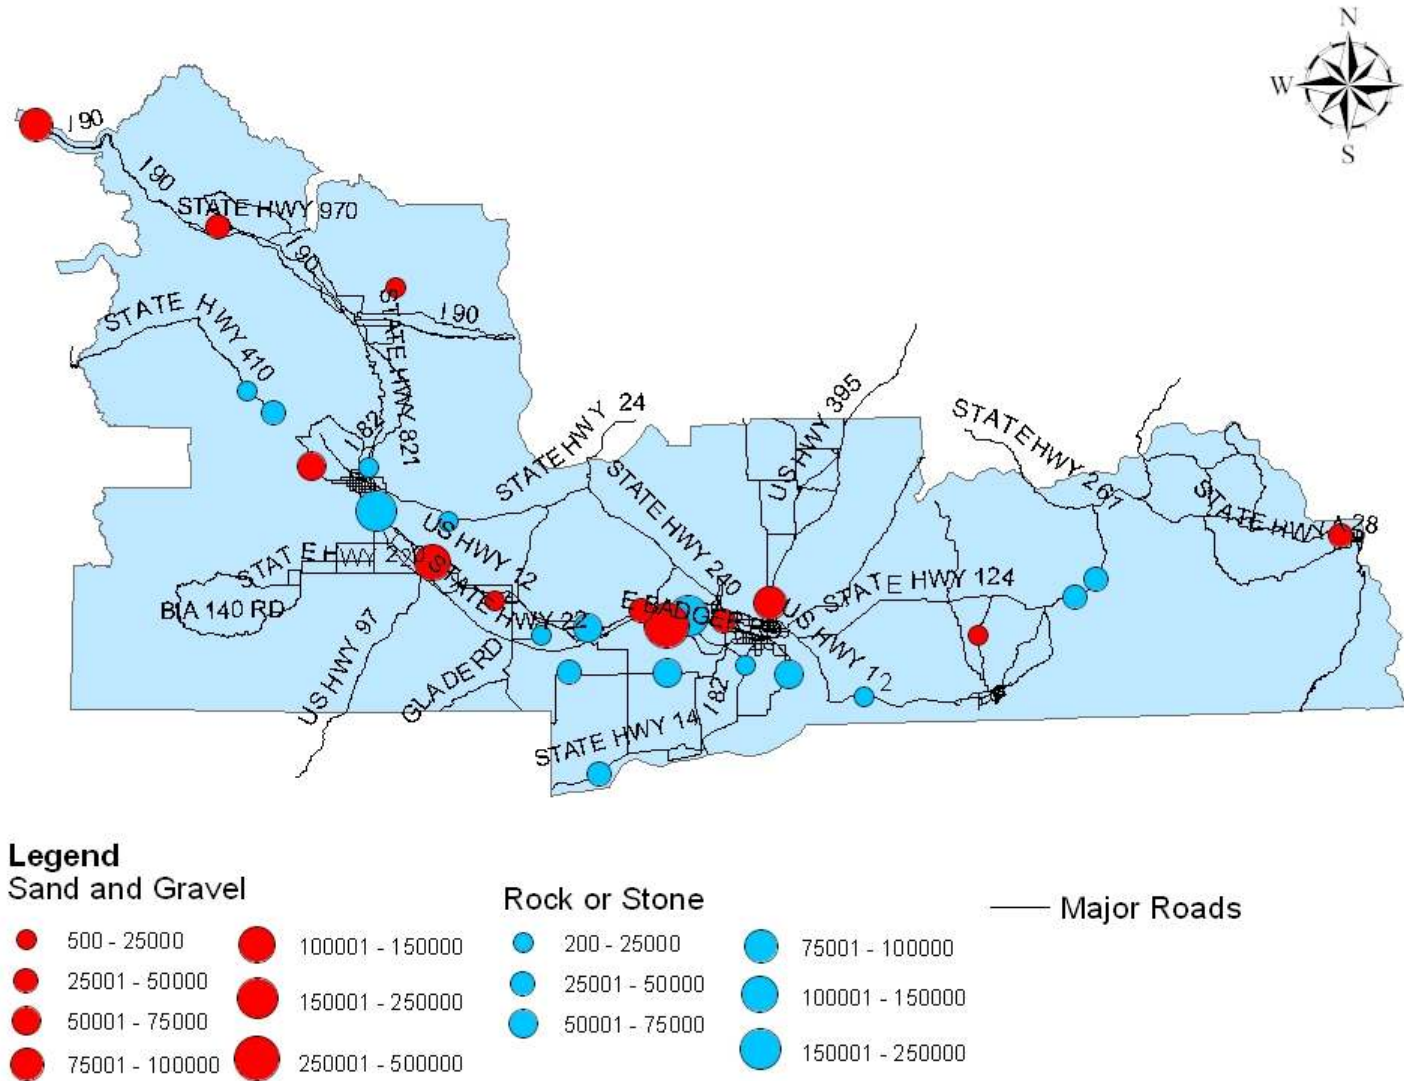 N
W
S
I 90
I 90
STATE HWY 970
I 90
STATE HWY 410
STATE HWY 821
I 90
I 82
STATE HWY 24
US HWY 395
STATE HWY 261
STATE HWY 240
US HWY 12
STATE HWY 22
BIA 140 RD
US HWY 97
GLADE RD
E BADGER RD
STATE HWY 124
US HWY 12
I 82
STATE HWY 14
Legend
Sand and Gravel
500 - 25000
25001 - 50000
50001 - 75000
75001 - 100000
100001 - 150000
150001 - 250000
250001 - 500000
Rock or Stone
200 - 25000
25001 - 50000
50001 - 75000
75001 - 100000
100001 - 150000
150001 - 250000
Major Roads